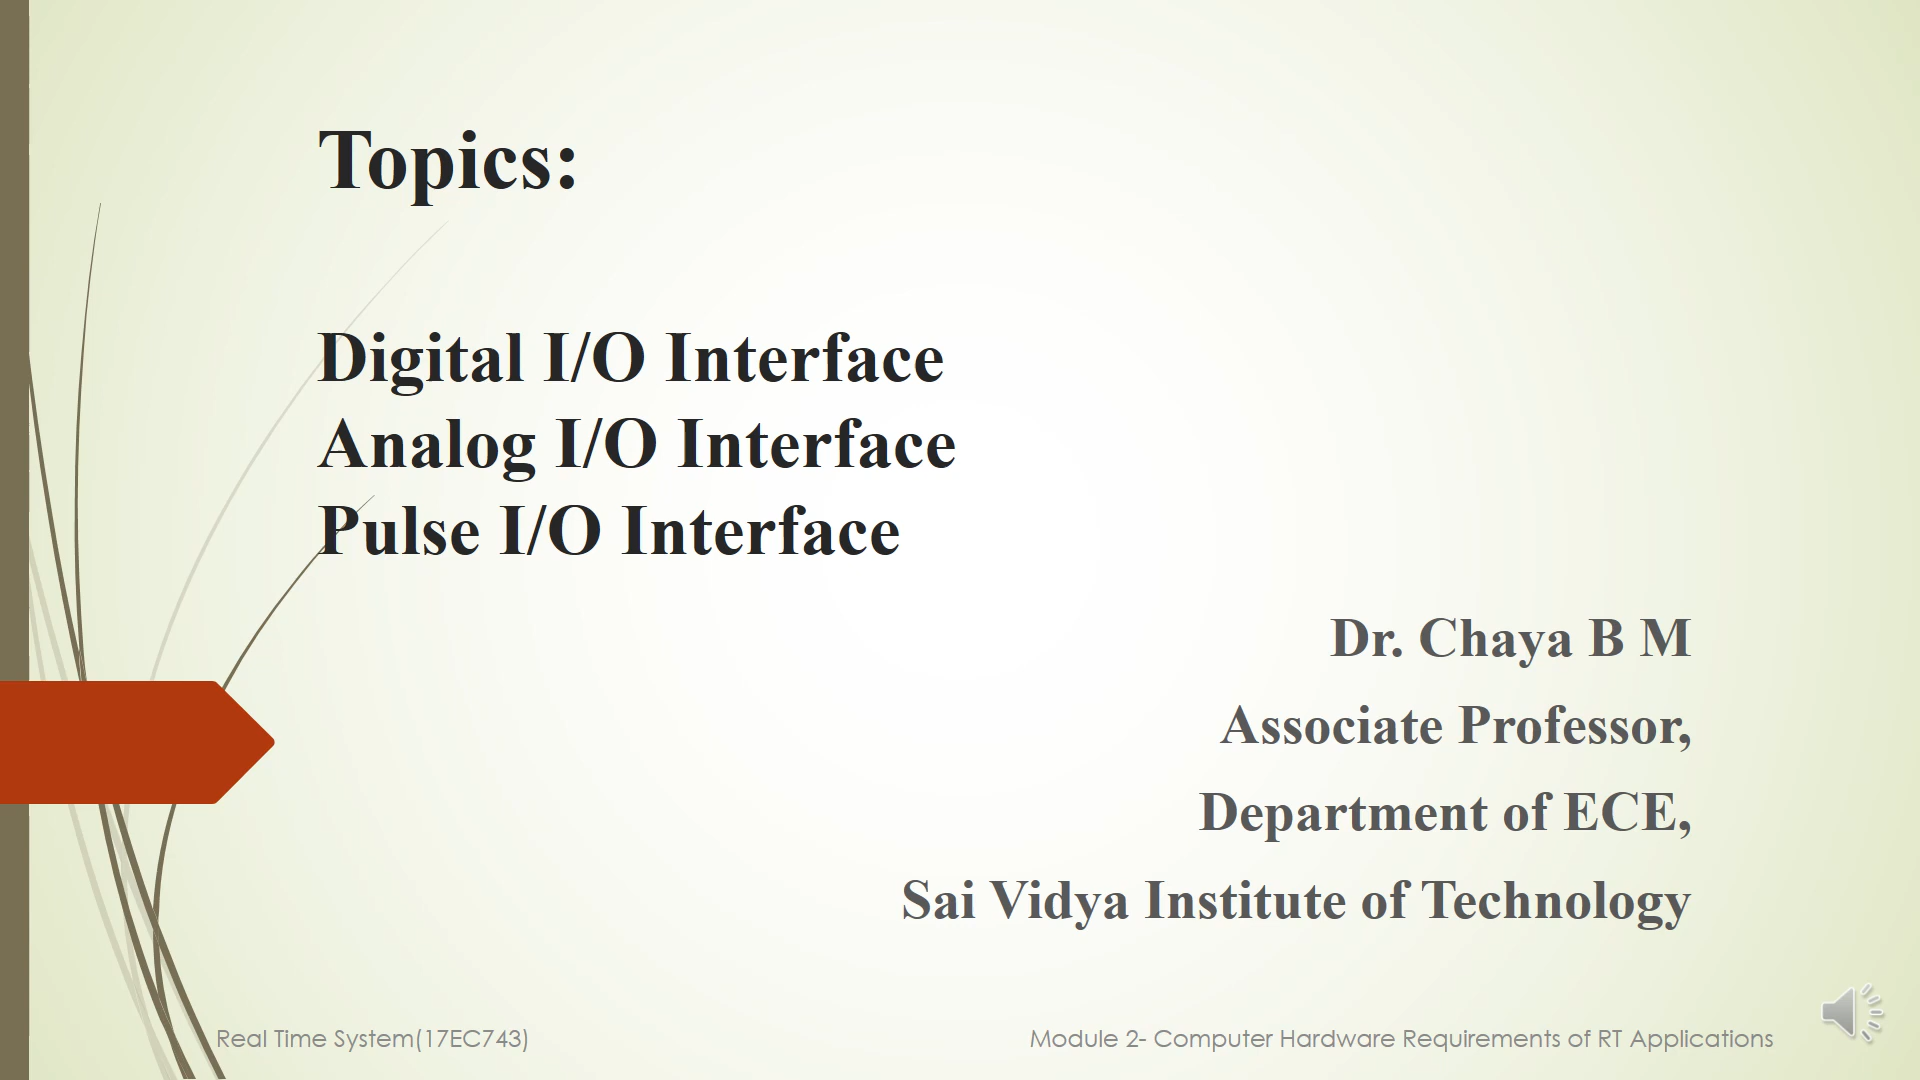 Topics:
Digital I/O Interface
Analog I/O Interface
Pulse I/O Interface
Dr. Chaya B M
Associate Professor,
Department of ECE,
Sai Vidya Institute of Technology
Real Time System(17EC743)
Module 2- Computer Hardware Requirements of RT Applications